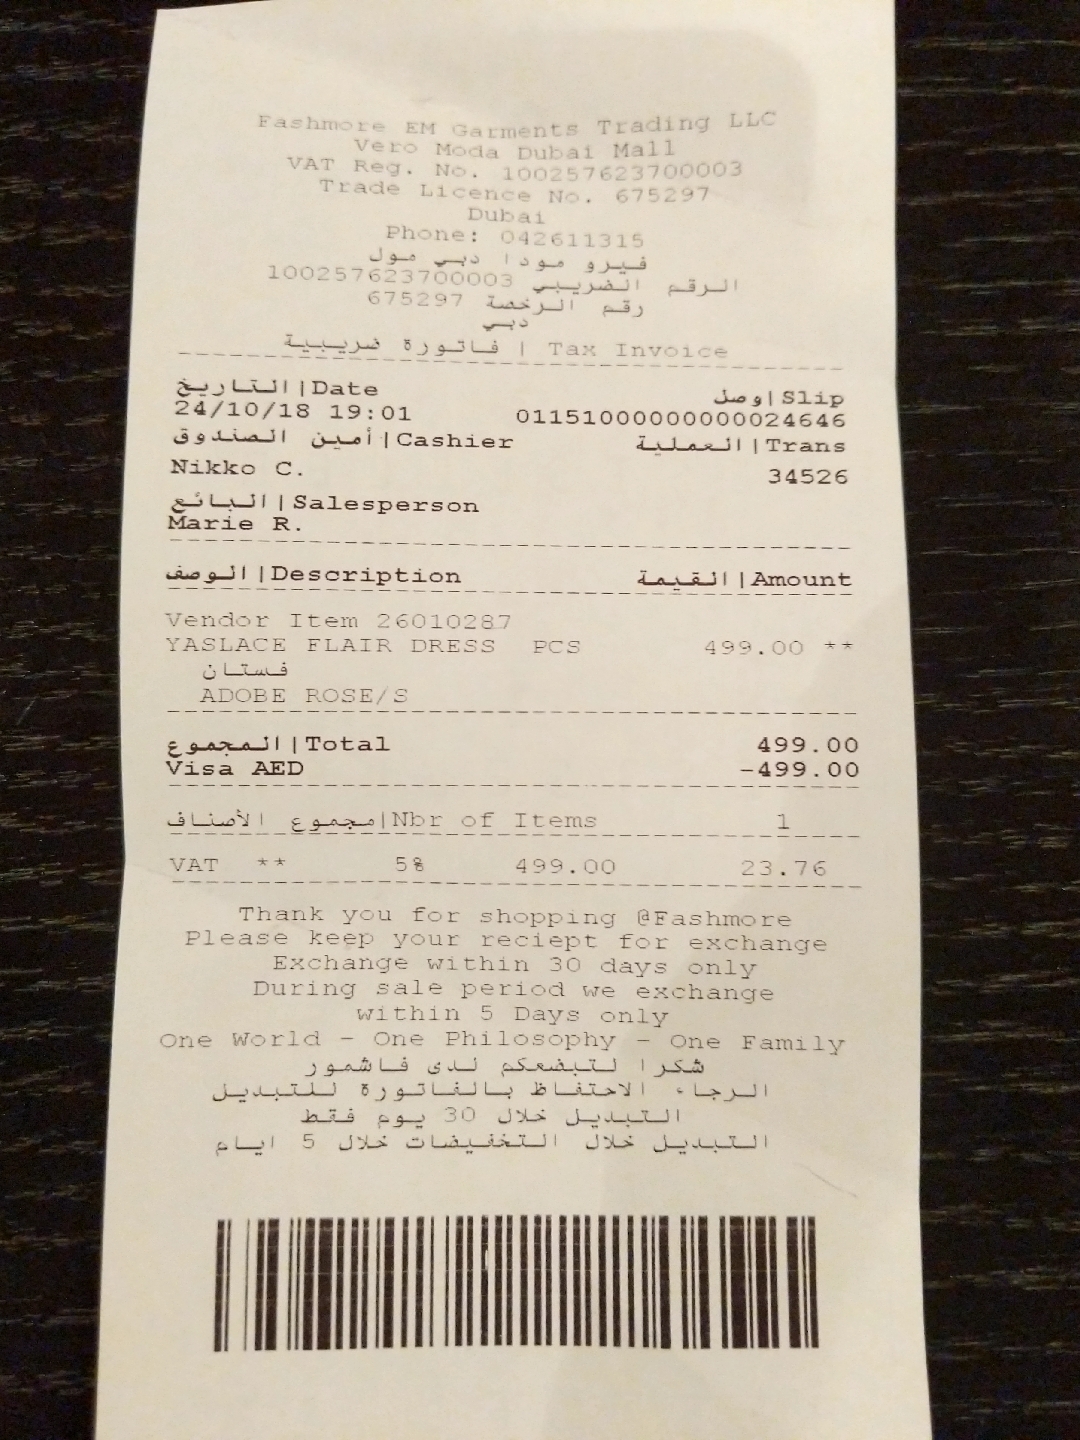 Fashmore EM Garments Trading LLC
Vero Moda Dubai Mall
VAT Reg. No. 100257623700003
Trade Licence No. 675297
Dubai
Phone: 042611315
فيرو مودا دبي مول
الرقم الضريبي 100257623700003
رقم الرخصة 675297
دبي
فاتورة ضريبية | Tax Invoice
التاريخ|Date وصل|Slip
24/10/18 19:01 01151000000000024646
أمين الصندوق|Cashier العملية|Trans
Nikko C. 34526
البائع|Salesperson
Marie R.
الوصف|Description القيمة|Amount
Vendor Item 26010287
YASLACE FLAIR DRESS PCS 499.00 **
فستان
ADOBE ROSE/S
المجموع|Total 499.00
Visa AED -499.00
مجموع الأصناف|Nbr of Items 1
VAT ** 5% 499.00 23.76
Thank you for shopping @Fashmore
Please keep your reciept for exchange
Exchange within 30 days only
During sale period we exchange
within 5 Days only
One World - One Philosophy - One Family
شكرا لتبضعكم لدى فاشمور
الرجاء الاحتفاظ بالفاتورة للتبديل
التبديل خلال 30 يوم فقط
التبديل خلال التخفيضات خلال 5 ايام